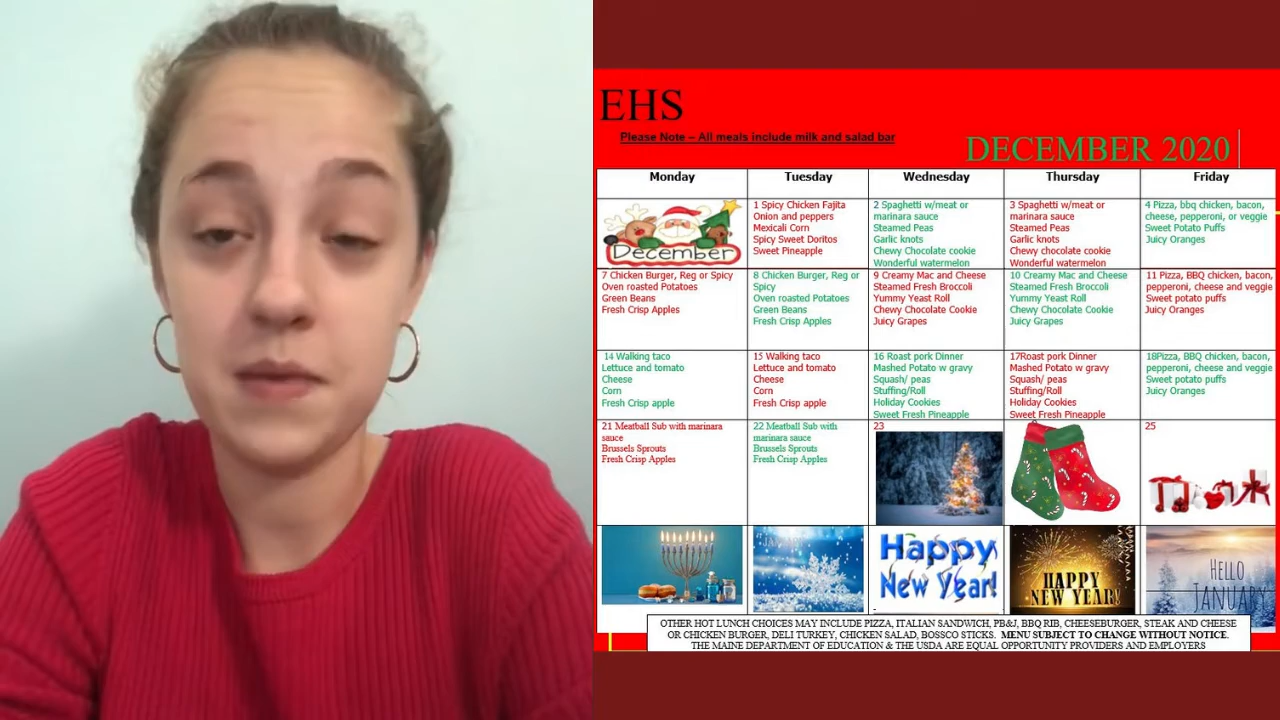 EHS
Please Note – All meals include milk and salad bar
DECEMBER 2020
Monday
Tuesday
Wednesday
Thursday
Friday
December
1 Spicy Chicken Fajita
Onion and peppers
Mexicali Corn
Spicy Sweet Doritos
Sweet Pineapple
2 Spaghetti w/meat or
marinara sauce
Steamed Peas
Garlic knots
Chewy Chocolate cookie
Wonderful watermelon
3 Spaghetti w/meat or
marinara sauce
Steamed Peas
Garlic knots
Chewy chocolate cookie
Wonderful watermelon
4 Pizza, bbq chicken, bacon,
cheese, pepperoni, or veggie
Sweet Potato Puffs
Juicy Oranges
7 Chicken Burger, Reg or Spicy
Oven roasted Potatoes
Green Beans
Fresh Crisp Apples
8 Chicken Burger, Reg or
Spicy
Oven roasted Potatoes
Green Beans
Fresh Crisp Apples
9 Creamy Mac and Cheese
Steamed Fresh Broccoli
Yummy Yeast Roll
Chewy Chocolate Cookie
Juicy Grapes
10 Creamy Mac and Cheese
Steamed Fresh Broccoli
Yummy Yeast Roll
Chewy Chocolate Cookie
Juicy Grapes
11 Pizza, BBQ chicken, bacon,
pepperoni, cheese and veggie
Sweet potato puffs
Juicy Oranges
14 Walking taco
Lettuce and tomato
Cheese
Corn
Fresh Crisp apple
15 Walking taco
Lettuce and tomato
Cheese
Corn
Fresh Crisp apple
16 Roast pork Dinner
Mashed Potato w gravy
Squash/ peas
Stuffing/Roll
Holiday Cookies
Sweet Fresh Pineapple
17Roast pork Dinner
Mashed Potato w gravy
Squash/ peas
Stuffing/Roll
Holiday Cookies
Sweet Fresh Pineapple
18Pizza, BBQ chicken, bacon,
pepperoni, cheese and veggie
Sweet potato puffs
Juicy Oranges
21 Meatball Sub with marinara
sauce
Brussels Sprouts
Fresh Crisp Apples
22 Meatball Sub with
marinara sauce
Brussels Sprouts
Fresh Crisp Apples
23
25
Happy
New Year!
HAPPY
NEW YEAR!
HELLO
JANUARY
OTHER HOT LUNCH CHOICES MAY INCLUDE PIZZA, ITALIAN SANDWICH, PB&J, BBQ RIB, CHEESEBURGER, STEAK AND CHEESE
OR CHICKEN BURGER, DELI TURKEY, CHICKEN SALAD, BOSSCO STICKS. MENU SUBJECT TO CHANGE WITHOUT NOTICE.
THE MAINE DEPARTMENT OF EDUCATION & THE USDA ARE EQUAL OPPORTUNITY PROVIDERS AND EMPLOYERS